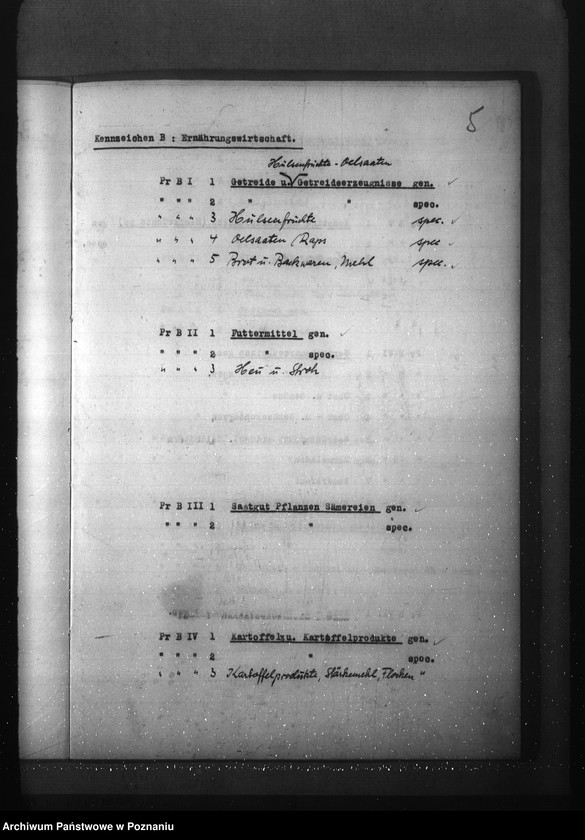 5
Kennzeichen B : Ernährungswirtschaft.
Hülsenfrüchte - Oelsaaten
Pr B I 1 Getreide u. Getreideerzeugnisse gen. ✓
" " " 2 " " spec.
" " " 3 Hülsenfrüchte spec. ✓
" " " 4 Oelsaaten/Raps spec ✓
" " " 5 Brot u. Backwaren, Mehl spec. ✓
Pr B II 1 Futtermittel gen. ✓
" " " 2 " spec.
" " " 3 Heu u. Stroh
Pr B III 1 Saatgut Pflanzen Sämereien gen. ✓
" " " 2 " spec.
Pr B IV 1 Kartoffelxu. Kartoffelprodukte gen. ✓
" " " 2 " spec.
" " " 3 Kartoffelprodukte, Stärkemehl, Flocken "
Archiwum Państwowe w Poznaniu